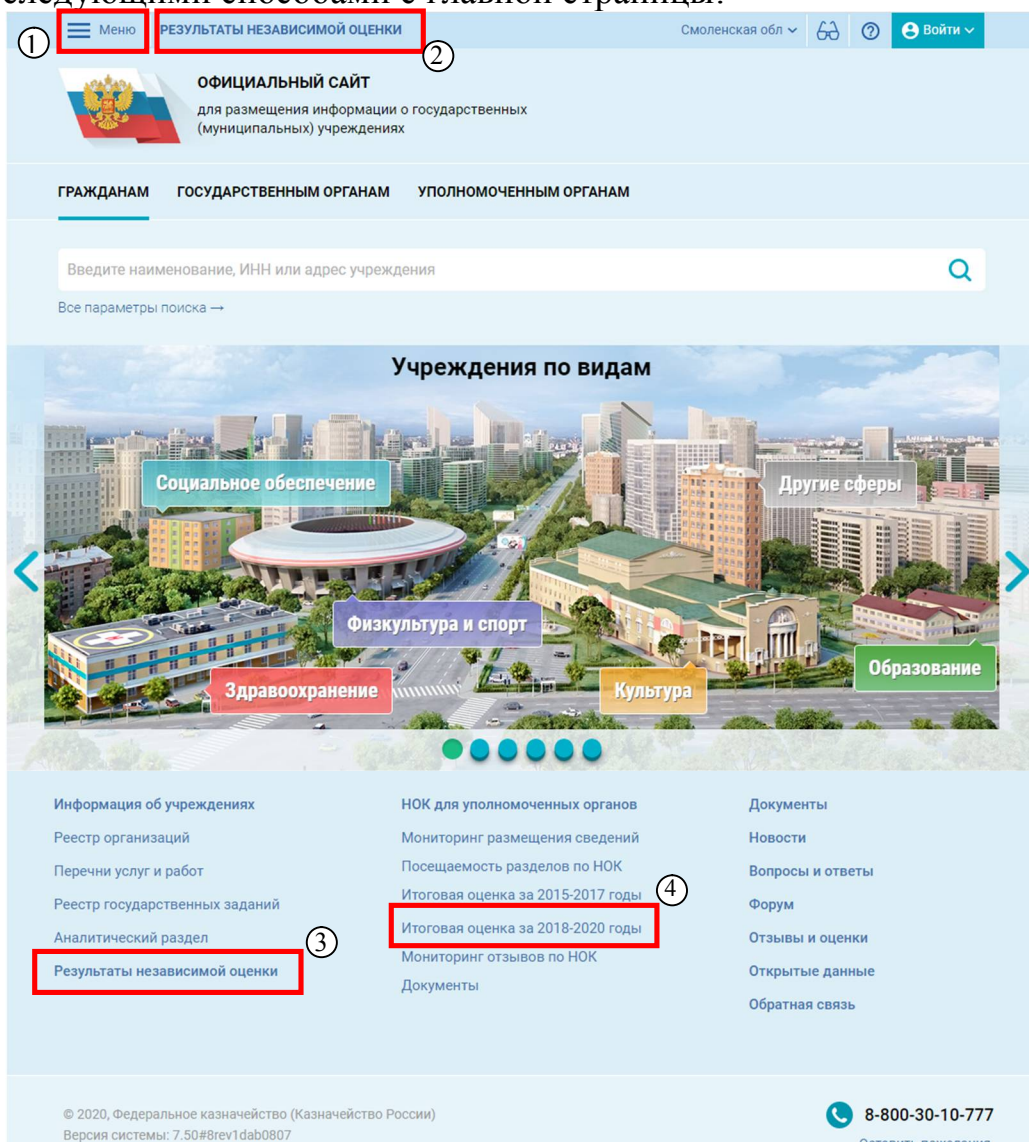 следующими способами с главной страницы:
① Меню РЕЗУЛЬТАТЫ НЕЗАВИСИМОЙ ОЦЕНКИ ② Смоленская обл Войти
ОФИЦИАЛЬНЫЙ САЙТ
для размещения информации о государственных
(муниципальных) учреждениях
ГРАЖДАНАМ ГОСУДАРСТВЕННЫМ ОРГАНАМ УПОЛНОМОЧЕННЫМ ОРГАНАМ
Введите наименование, ИНН или адрес учреждения
Все параметры поиска →
Учреждения по видам
Социальное обеспечение
Другие сферы
Физкультура и спорт
Образование
Здравоохранение
Культура
Информация об учреждениях
Реестр организаций
Перечни услуг и работ
Реестр государственных заданий
Аналитический раздел
③
Результаты независимой оценки
НОК для уполномоченных органов
Мониторинг размещения сведений
Посещаемость разделов по НОК
Итоговая оценка за 2015-2017 годы
④
Итоговая оценка за 2018-2020 годы
Мониторинг отзывов по НОК
Документы
Документы
Новости
Вопросы и ответы
Форум
Отзывы и оценки
Открытые данные
Обратная связь
© 2020, Федеральное казначейство (Казначейство России)
Версия системы: 7.50#8rev1dab0807
8-800-30-10-777